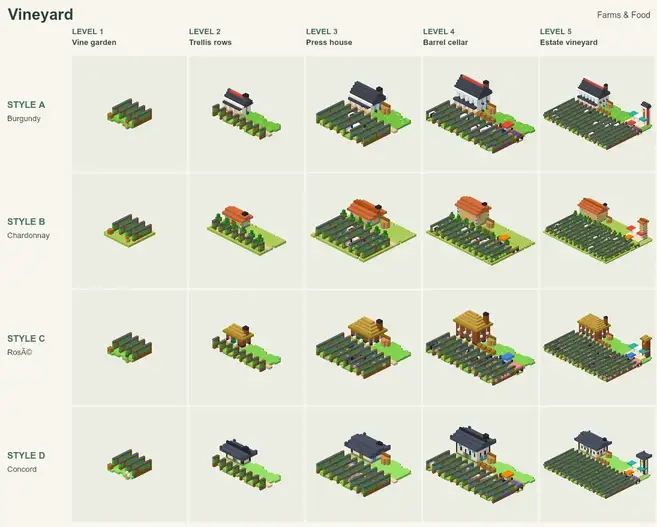 Vineyard
Farms & Food
LEVEL 1
Vine garden
LEVEL 2
Trellis rows
LEVEL 3
Press house
LEVEL 4
Barrel cellar
LEVEL 5
Estate vineyard
STYLE A
Burgundy
STYLE B
Chardonnay
STYLE C
RosÃ©
STYLE D
Concord